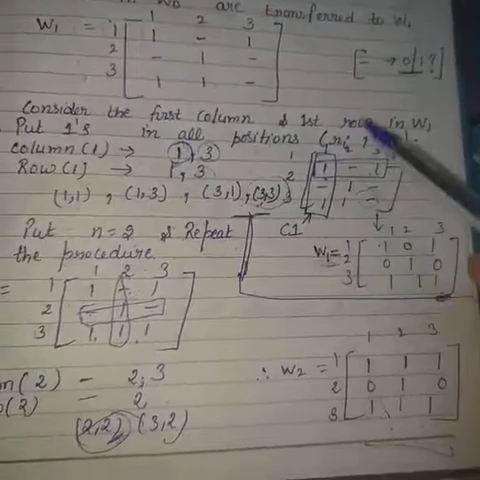 are transferred to W₁
W₁ =
1 2 3
1 1 - 1
2 - 1 -
3 1 1 -
[- → 0/1?]
Consider the first column & 1st row in W₁
Put 1's in all positions
column(1) → 1, 3
Row(1) → 1, 3
(1,1), (1,3), (3,1), (3,3)
C1
Put n=2 & Repeat
the procedure.
1 2 3
1 1 - 1
2 - 1 -
3 1 1 1
W₁ =
1 2 3
1 1 0 1
2 0 1 0
3 1 1 1
(2) - 2,3
(2) - 2
(2,2) (3,2)
∴ W₂ =
1 2 3
1 1 1 1
2 0 1 0
3 1 1 1